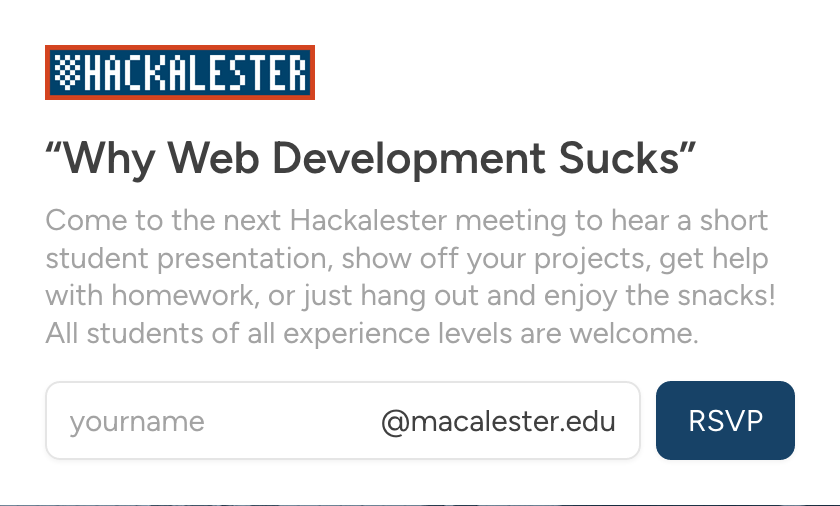 HACKALESTER
“Why Web Development Sucks”
Come to the next Hackalester meeting to hear a short
student presentation, show off your projects, get help
with homework, or just hang out and enjoy the snacks!
All students of all experience levels are welcome.
yourname @macalester.edu RSVP